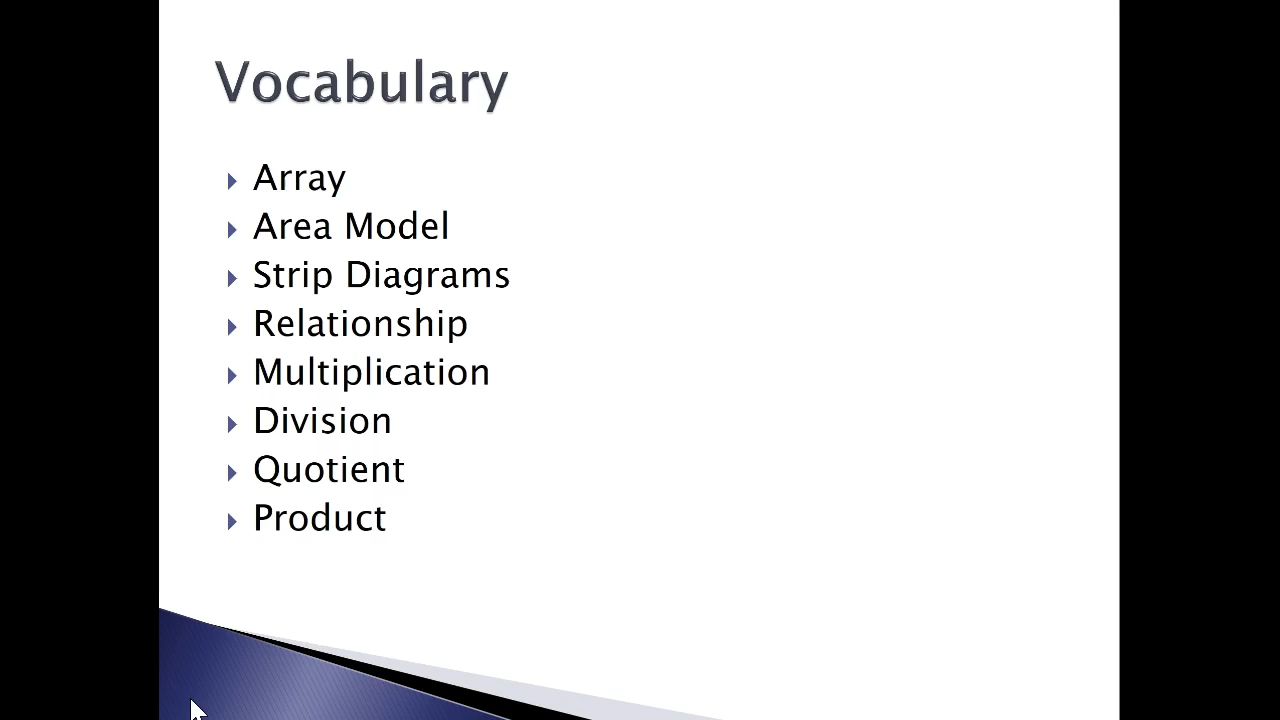 Vocabulary
Array
Area Model
Strip Diagrams
Relationship
Multiplication
Division
Quotient
Product